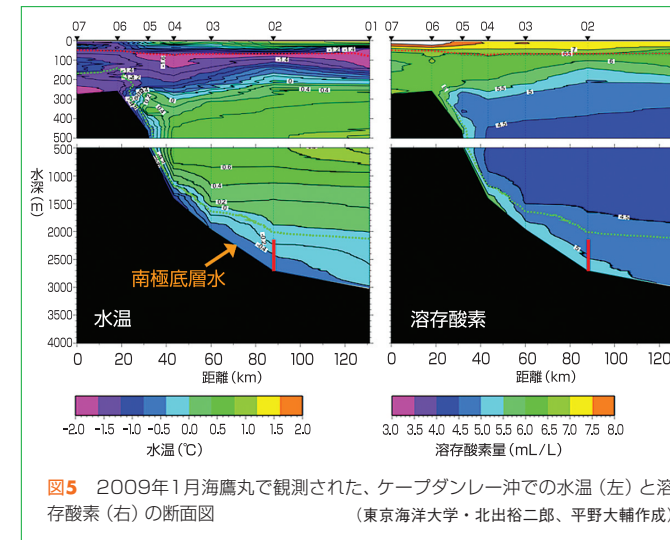 07 06 05 04 03 02 01
07 06 05 04 03 02
0
100
200
300
400
500
500
1000
1500
2000
2500
3000
3500
4000
水深(m)
南極底層水
水温
溶存酸素
0 20 40 60 80 100 120
0 20 40 60 80 100 120
距離(km)
距離(km)
-2.0 -1.5 -1.0 -0.5 0.0 0.5 1.0 1.5 2.0
3.0 3.5 4.0 4.5 5.0 5.5 6.0 6.5 7.0 7.5 8.0
水温(℃)
溶存酸素量(mL/L)
図5 2009年1月海鷹丸で観測された、ケープダンレー沖での水温(左)と溶
存酸素(右)の断面図
(東京海洋大学・北出裕二郎、平野大輔作成)